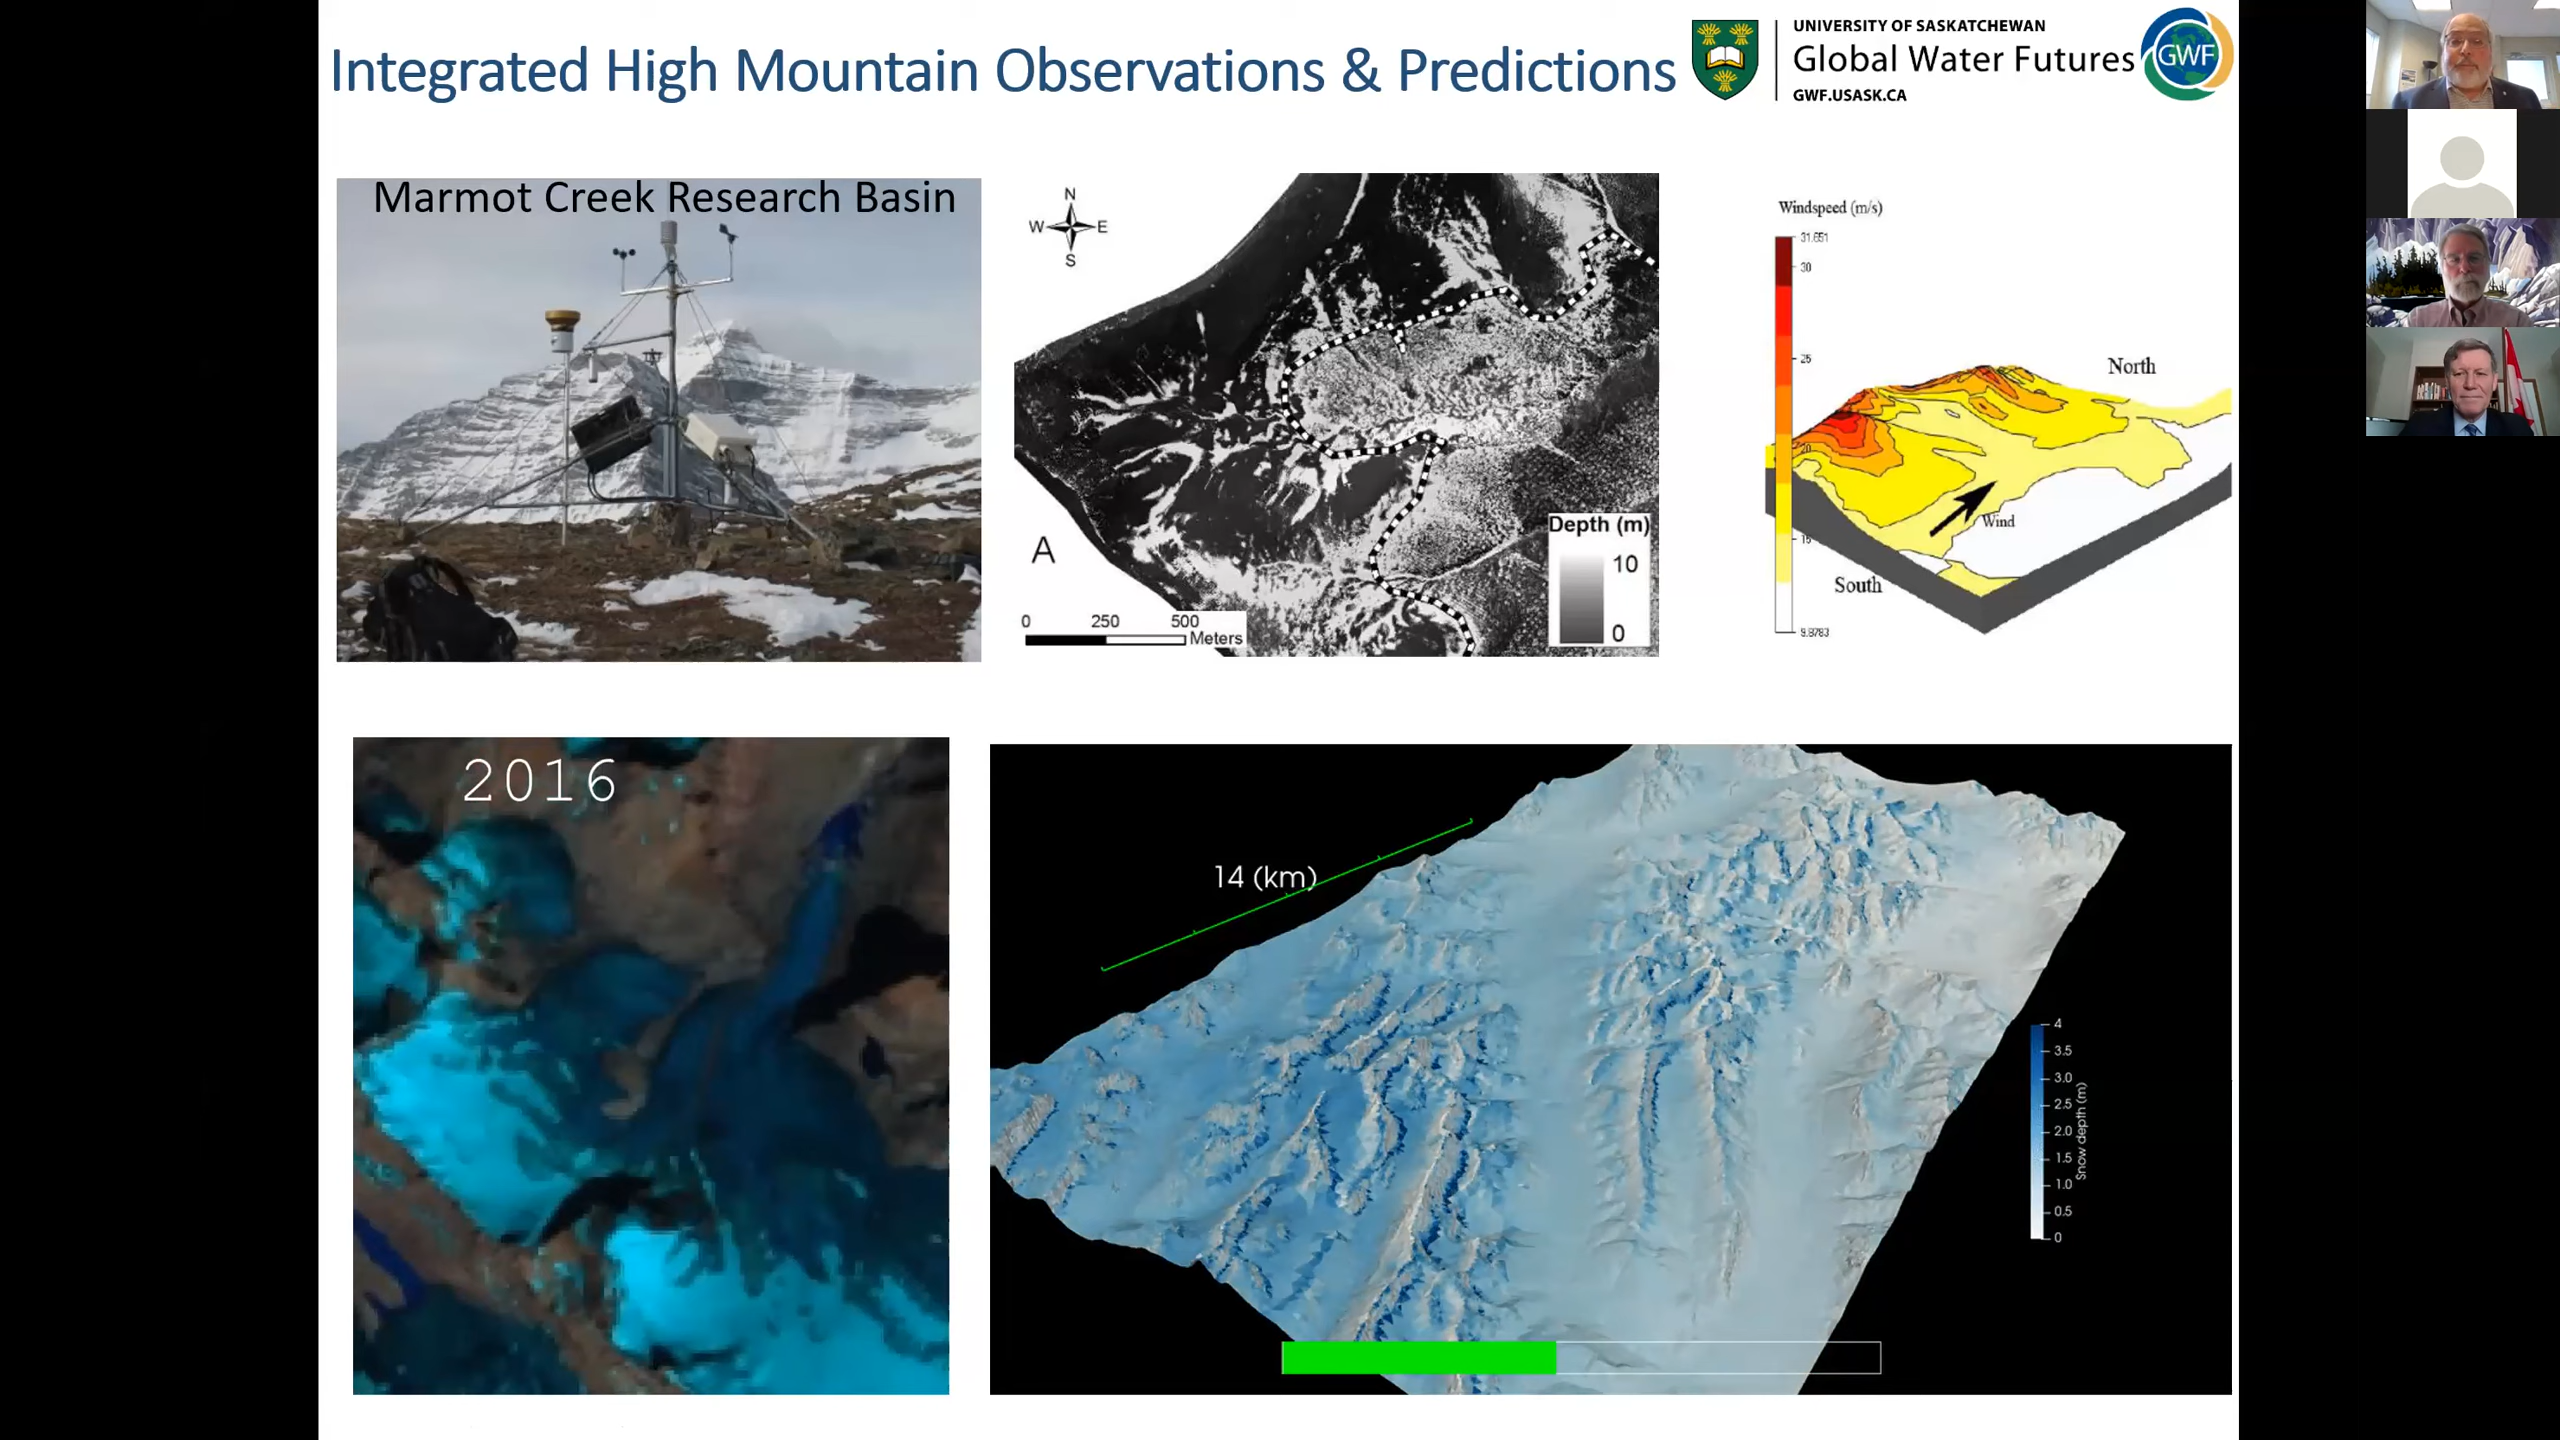 Integrated High Mountain Observations & Predictions
UNIVERSITY OF SASKATCHEWAN
Global Water Futures
GWF.USASK.CA
GWF
Marmot Creek Research Basin
N
W E
S
A
0 250 500
Meters
Depth (m)
10
0
Windspeed (m/s)
31.651
30
25
20
15
9.8783
North
Wind
South
2016
14 (km)
4
3.5
3.0
2.5
2.0
1.5
1.0
0.5
0
Snow depth (m)